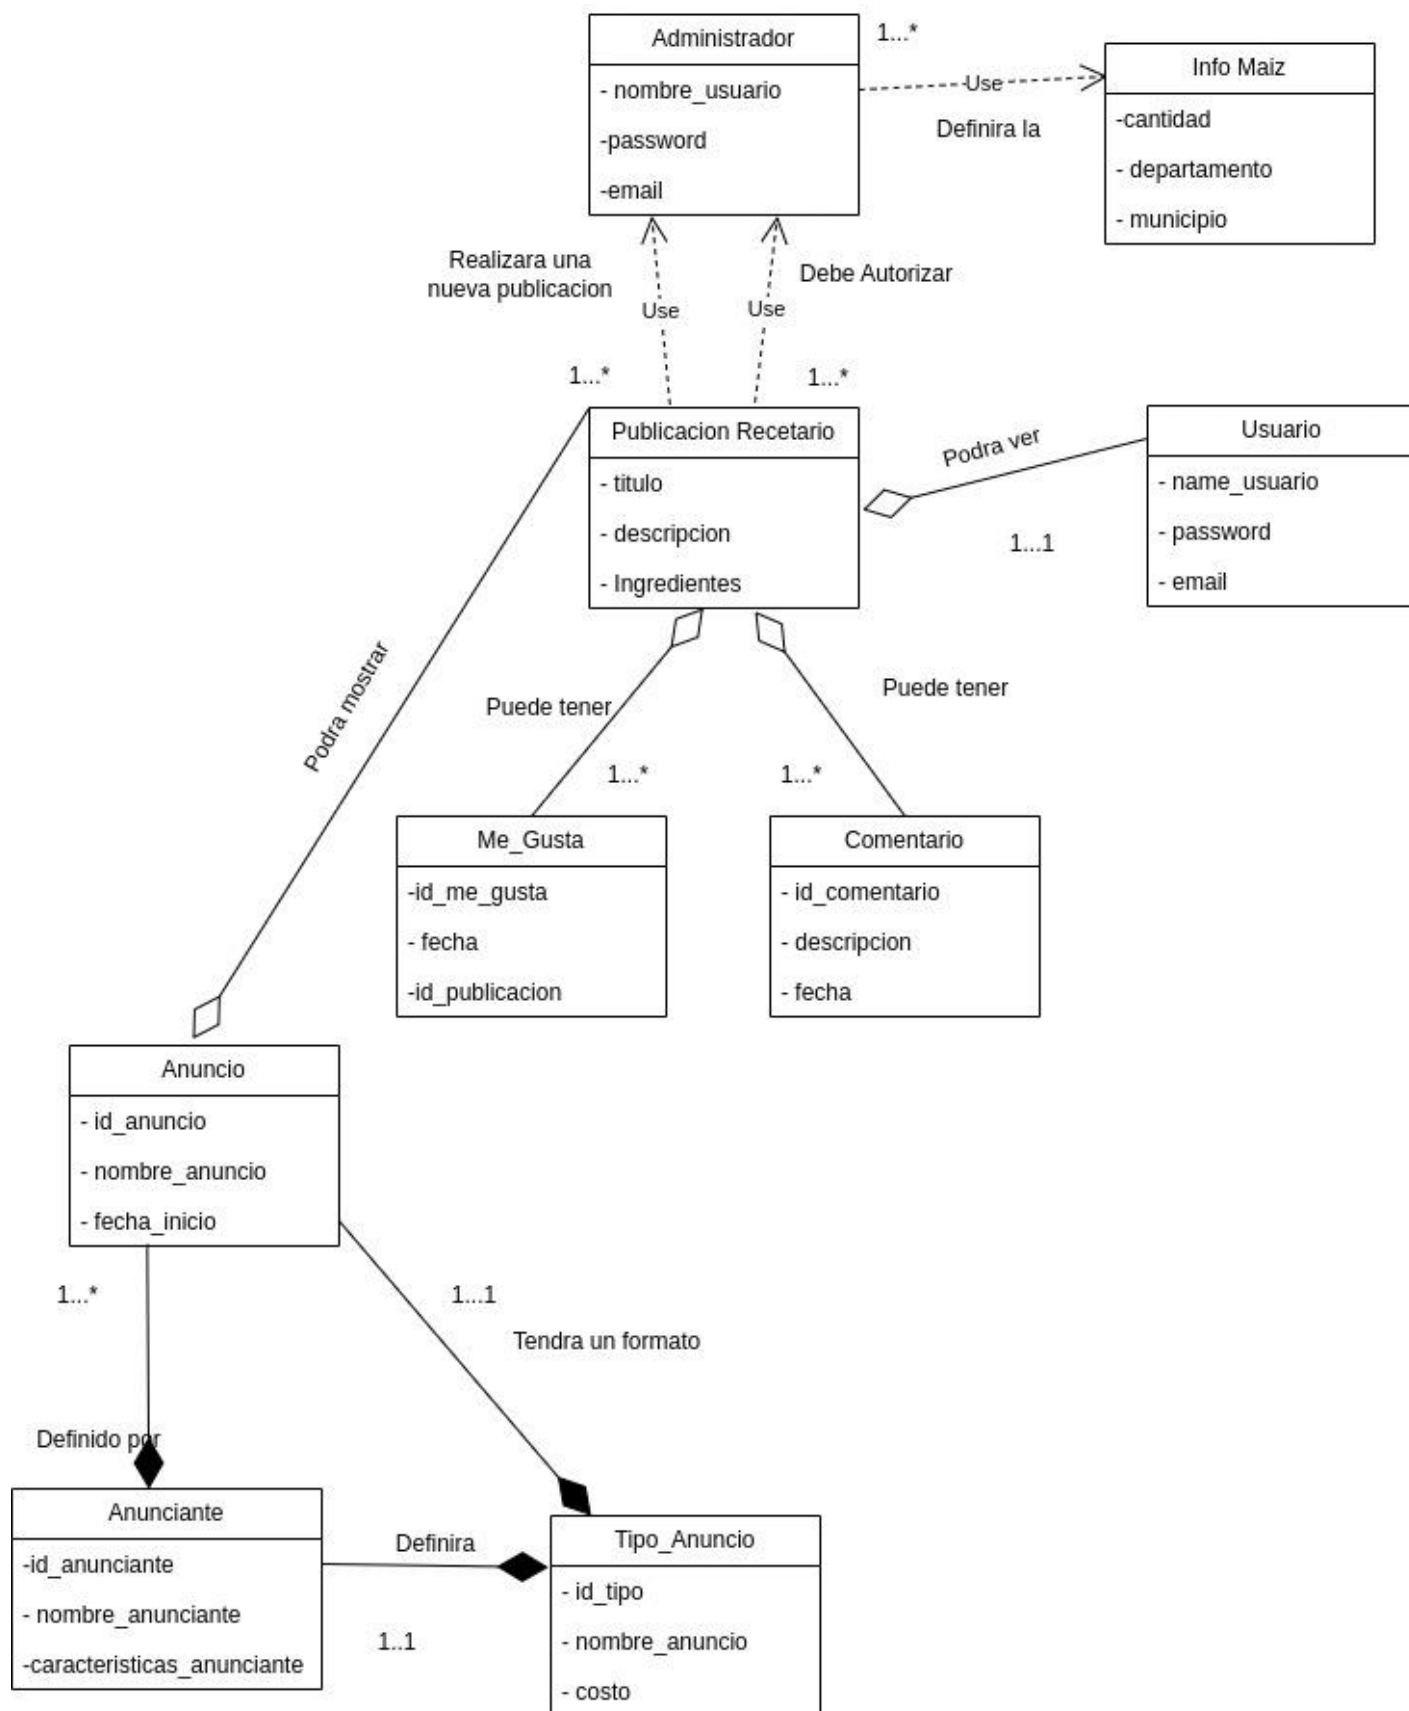 Administrador
- nombre_usuario
-password
-email
1...*
Use
Definira la
Info Maiz
-cantidad
- departamento
- municipio
Realizara una
nueva publicacion
Use
Use
Debe Autorizar
1...*
1...*
Publicacion Recetario
- titulo
- descripcion
- Ingredientes
Podra ver
1...1
Usuario
- name_usuario
- password
- email
Podra mostrar
Puede tener
Puede tener
1...*
1...*
Me_Gusta
-id_me_gusta
- fecha
-id_publicacion
Comentario
- id_comentario
- descripcion
- fecha
Anuncio
- id_anuncio
- nombre_anuncio
- fecha_inicio
1...*
1...1
Tendra un formato
Definido por
Anunciante
-id_anunciante
- nombre_anunciante
-caracteristicas_anunciante
Definira
1..1
Tipo_Anuncio
- id_tipo
- nombre_anuncio
- costo